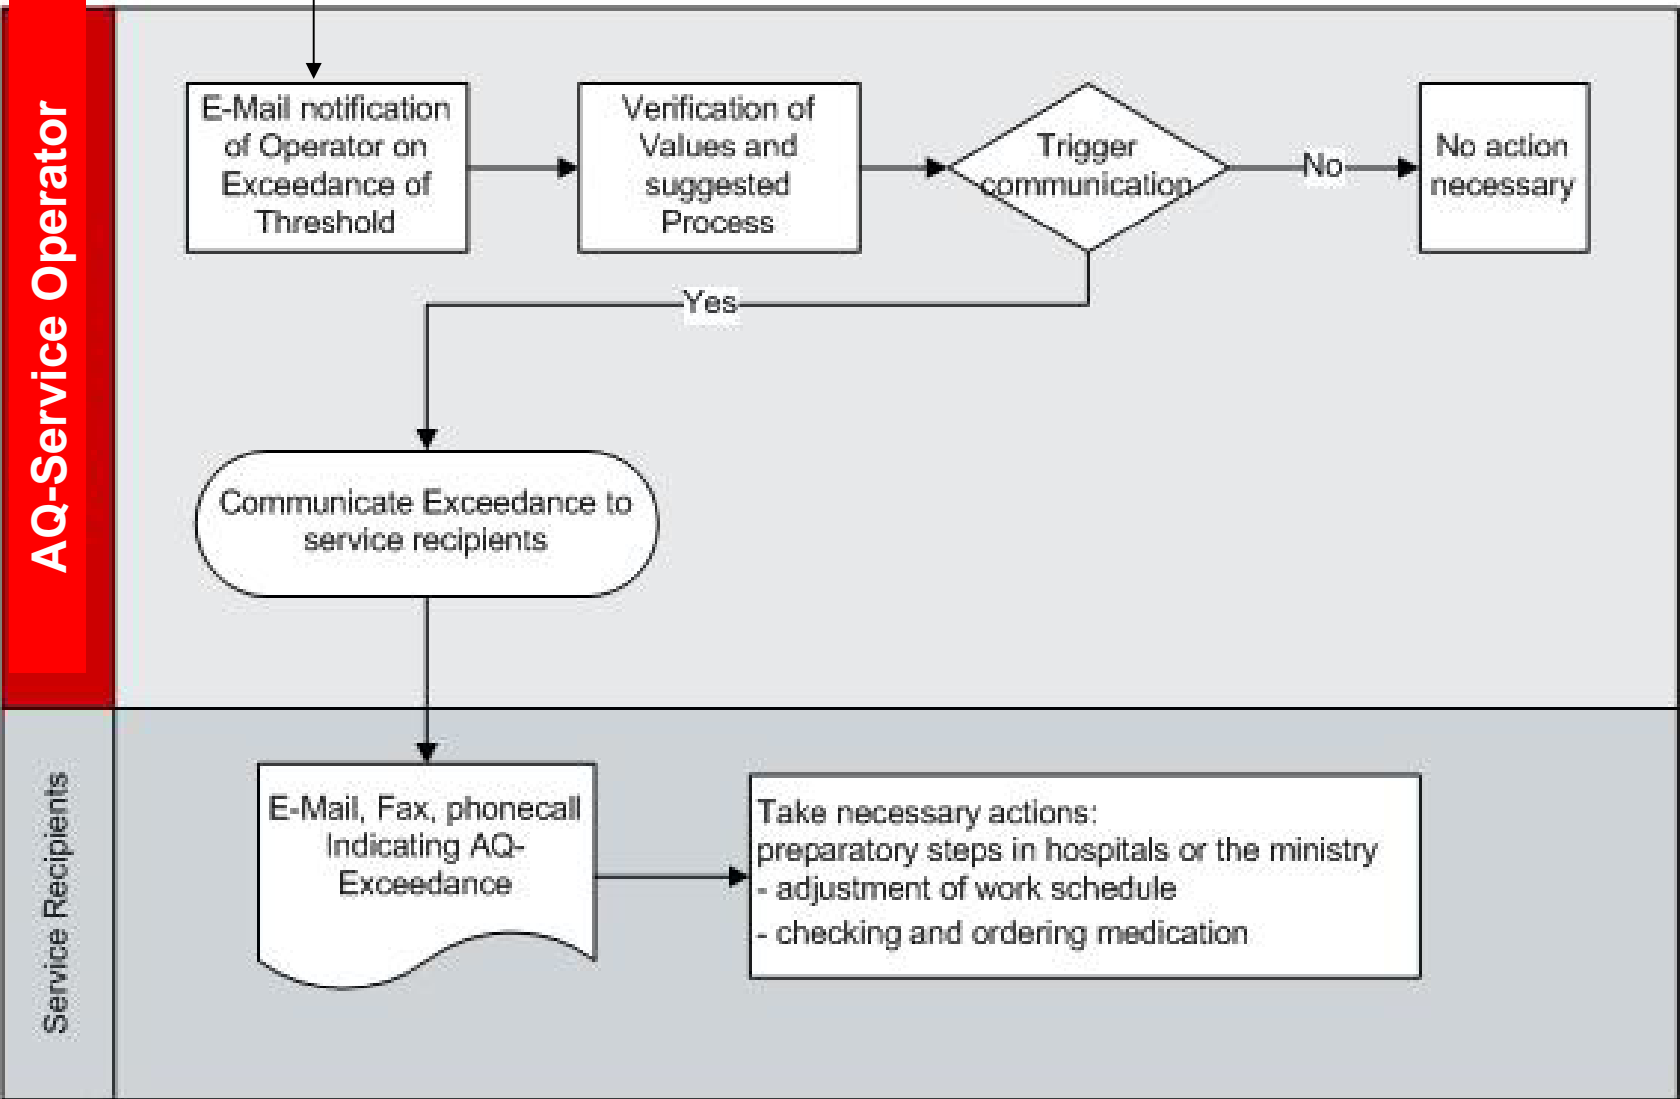 AQ-Service Operator
E-Mail notification
of Operator on
Exceedance of
Threshold
Verification of
Values and
suggested
Process
Trigger
communication
No
No action
necessary
Yes
Communicate Exceedance to
service recipients
Service Recipients
E-Mail, Fax, phonecall
Indicating AQ-
Exceedance
Take necessary actions:
preparatory steps in hospitals or the ministry
- adjustment of work schedule
- checking and ordering medication